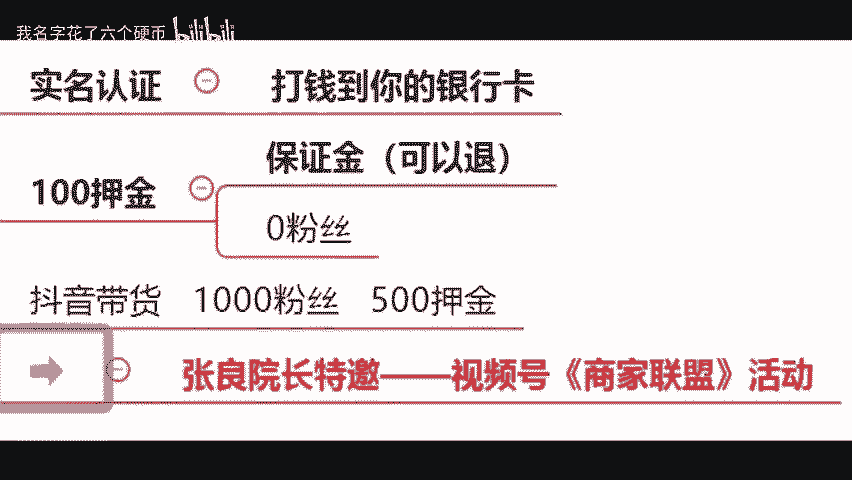 我名字花了六个硬币 bilibili
实名认证 打钱到你的银行卡
保证金（可以退）
100押金
0粉丝
抖音带货 1000粉丝 500押金
张良院长特邀——视频号《商家联盟》活动